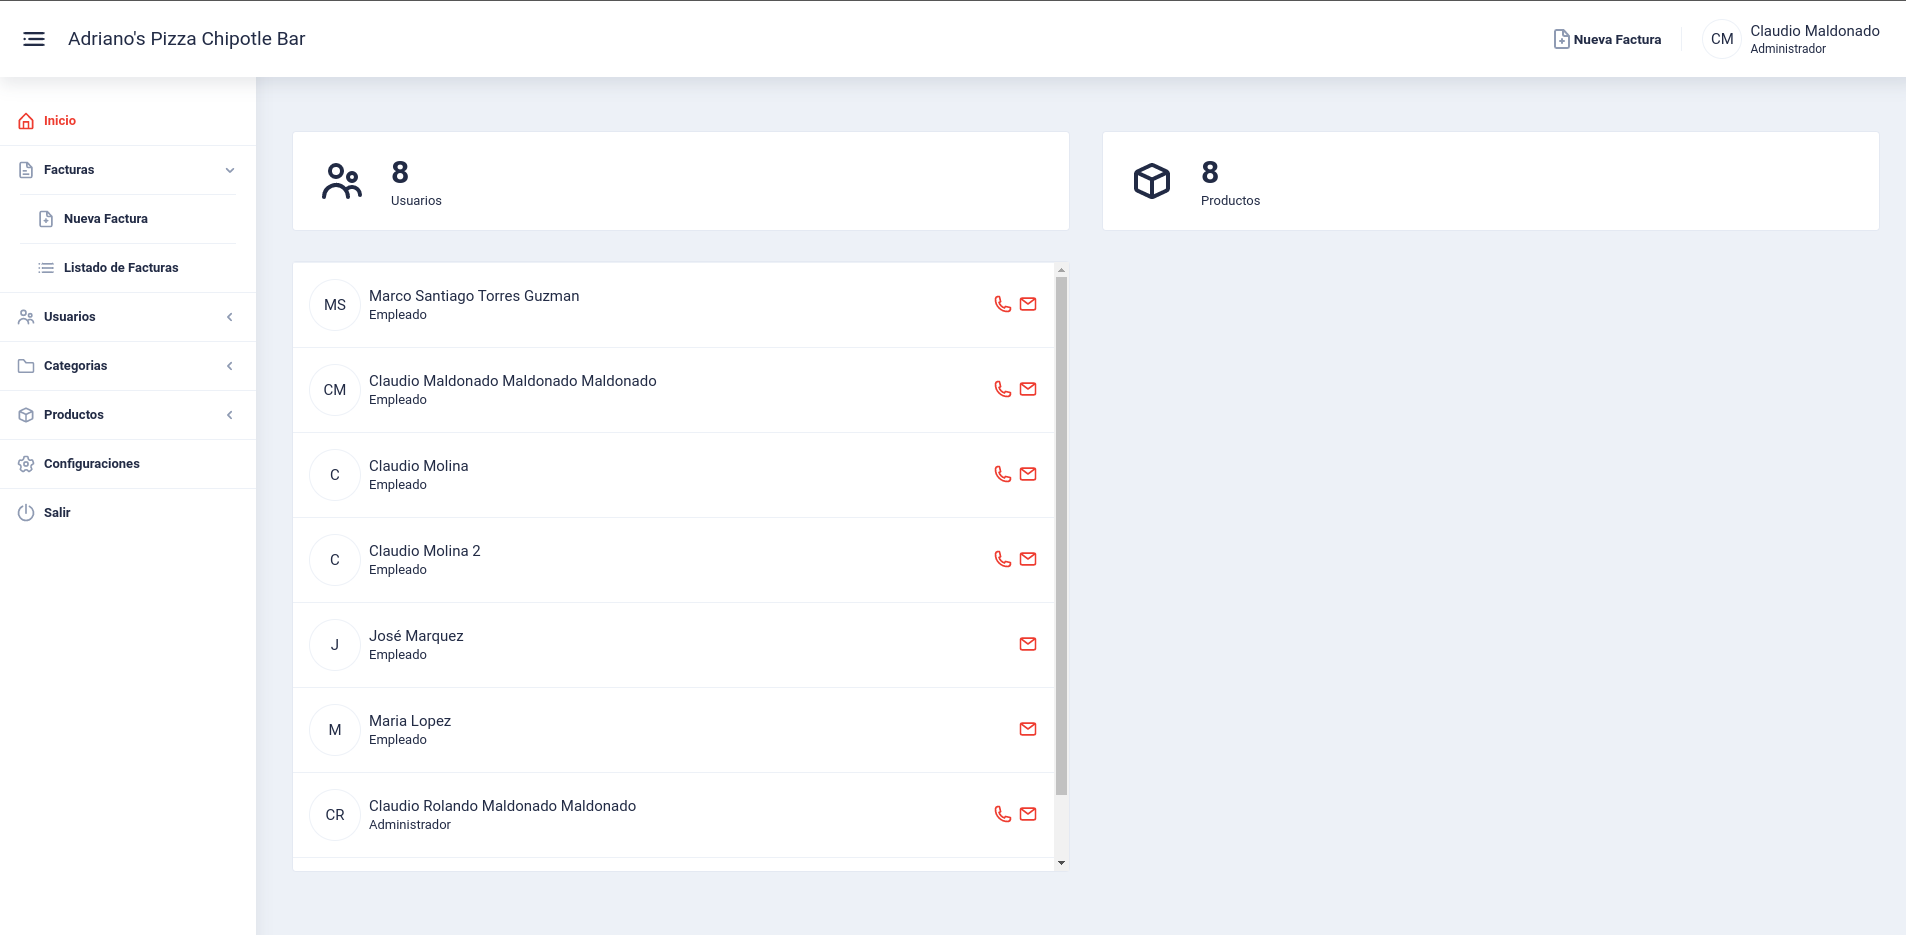 Adriano's Pizza Chipotle Bar
Nueva Factura
CM
Claudio Maldonado
Administrador
Inicio
Facturas
Nueva Factura
Listado de Facturas
Usuarios
Categorias
Productos
Configuraciones
Salir
8
Usuarios
8
Productos
MS
Marco Santiago Torres Guzman
Empleado
CM
Claudio Maldonado Maldonado Maldonado
Empleado
C
Claudio Molina
Empleado
C
Claudio Molina 2
Empleado
J
José Marquez
Empleado
M
Maria Lopez
Empleado
CR
Claudio Rolando Maldonado Maldonado
Administrador